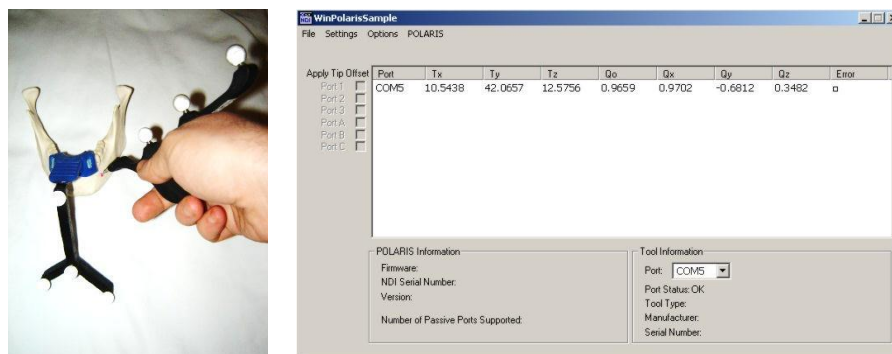 WinPolarisSample
File Settings Options POLARIS
Apply Tip Offset Port Tx Ty Tz Qo Qx Qy Qz Error
Port 1 COM5 10.5438 42.0657 12.5756 0.9659 0.9702 -0.6812 0.3482
Port 2
Port 3
Port A
Port B
Port C
POLARIS Information Tool Information
Firmware: Port: COM5
NDI Serial Number: Port Status: OK
Version: Tool Type:
Number of Passive Ports Supported: Manufacturer:
Serial Number: